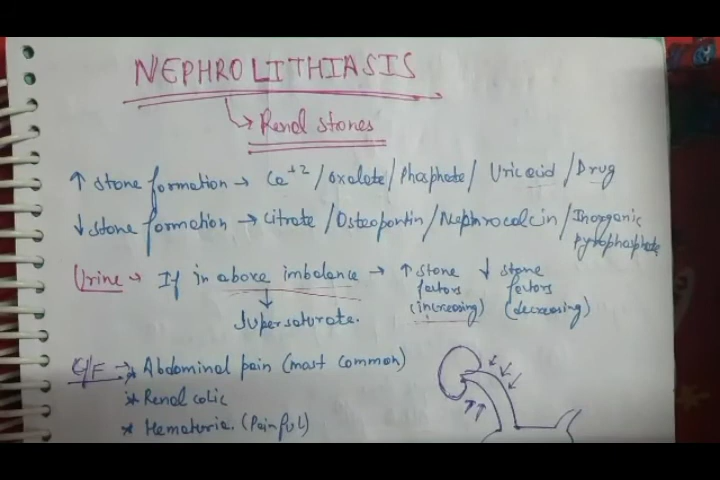 NEPHROLITHIASIS
↳ Renal stones
↑ stone formation → Ca+2 / oxalate / Phosphate / Uric acid / Drug
↓ stone formation → Citrate / Osteopontin / Nephrocalcin / Inorganic pyrophosphate
Urine → If in above imbalance → ↑ stone factors (increasing) ↓ stone factors (decreasing)
↓
Supersaturate.
C/F → * Abdominal pain (mast common)
* Renal colic
* Hematuria. (Painful)